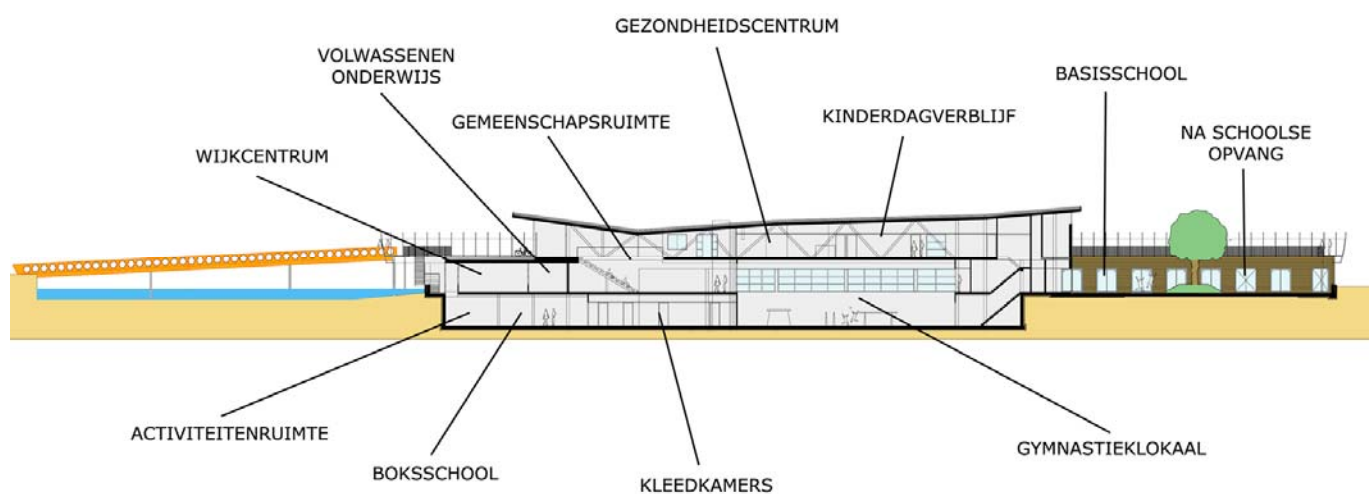 GEZONDHEIDSCENTRUM
VOLWASSENEN
ONDERWIJS
BASISSCHOOL
GEMEENSCHAPSRUIMTE
KINDERDAGVERBLIJF
NA SCHOOLSE
OPVANG
WIJKCENTRUM
ACTIVITEITENRUIMTE
BOKSSCHOOL
KLEEDKAMERS
GYMNASTIEKLOKAAL